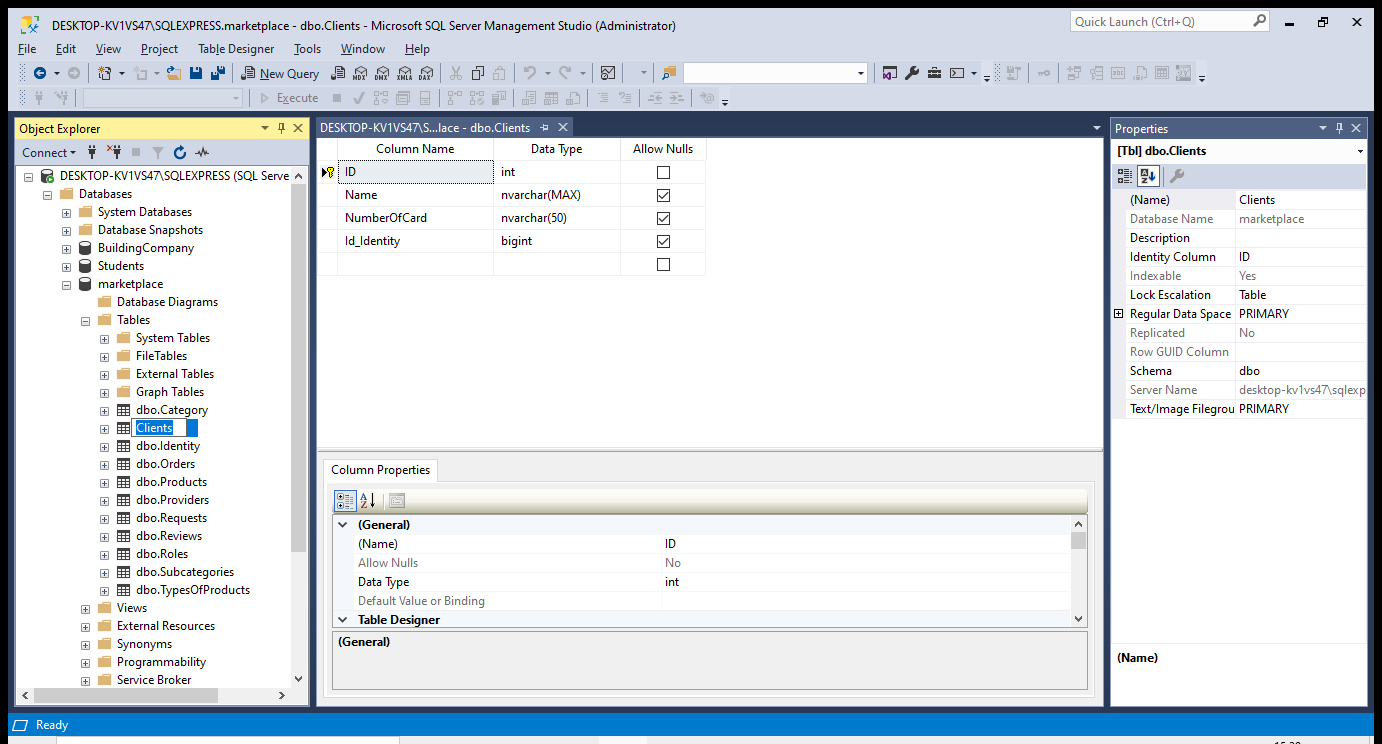 DESKTOP-KV1VS47\SQLEXPRESS.marketplace - dbo.Clients - Microsoft SQL Server Management Studio (Administrator)
Quick Launch (Ctrl+Q)
File Edit View Project Table Designer Tools Window Help
New Query
MDX DMX XMLA DAX
Execute
Object Explorer
Connect
DESKTOP-KV1VS47\SQLEXPRESS (SQL Serve
Databases
System Databases
Database Snapshots
BuildingCompany
Students
marketplace
Database Diagrams
Tables
System Tables
FileTables
External Tables
Graph Tables
dbo.Category
Clients
dbo.Identity
dbo.Orders
dbo.Products
dbo.Providers
dbo.Requests
dbo.Reviews
dbo.Roles
dbo.Subcategories
dbo.TypesOfProducts
Views
External Resources
Synonyms
Programmability
Service Broker
DESKTOP-KV1VS47\S...lace - dbo.Clients
Column Name Data Type Allow Nulls
ID int
Name nvarchar(MAX)
NumberOfCard nvarchar(50)
Id_Identity bigint
Column Properties
(General)
(Name) ID
Allow Nulls No
Data Type int
Default Value or Binding
Table Designer
(General)
Properties
[Tbl] dbo.Clients
(Name) Clients
Database Name marketplace
Description
Identity Column ID
Indexable Yes
Lock Escalation Table
Regular Data Space PRIMARY
Replicated No
Row GUID Column
Schema dbo
Server Name desktop-kv1vs47\sqlexp
Text/Image Filegrou PRIMARY
(Name)
Ready